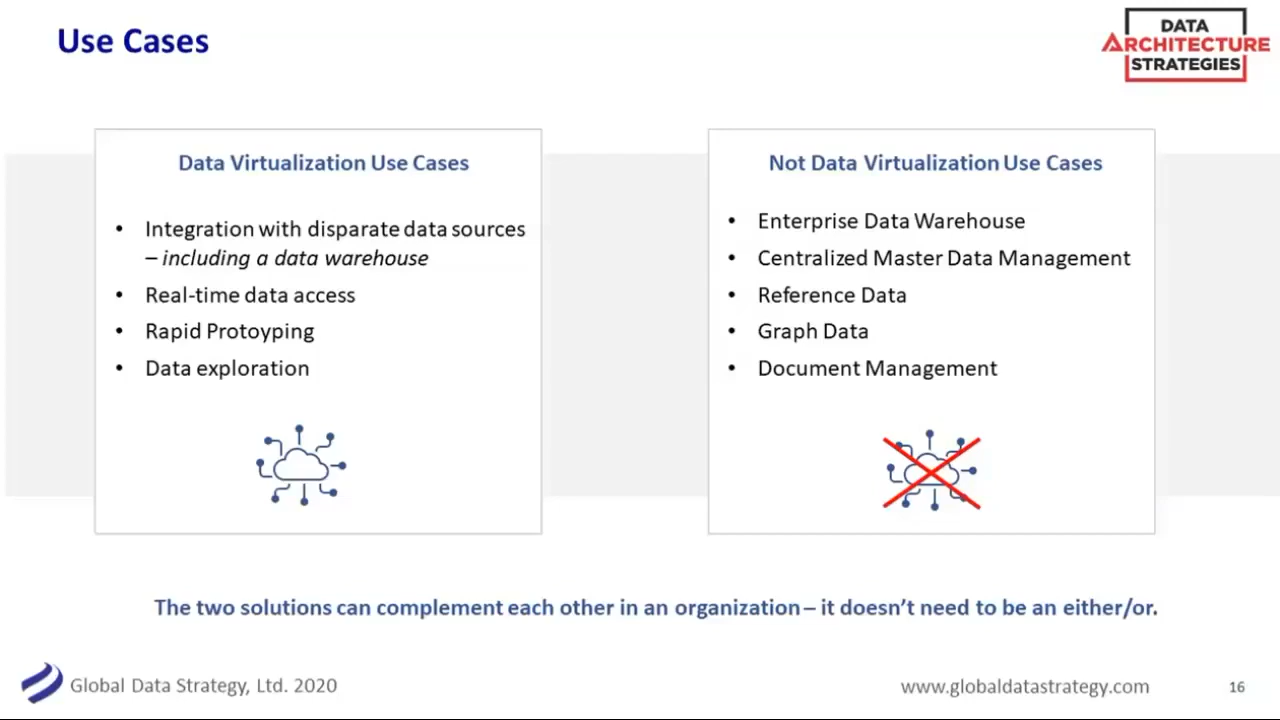 Use Cases
DATA
ARCHITECTURE
STRATEGIES
Data Virtualization Use Cases
• Integration with disparate data sources
– including a data warehouse
• Real-time data access
• Rapid Protoyping
• Data exploration
Not Data Virtualization Use Cases
• Enterprise Data Warehouse
• Centralized Master Data Management
• Reference Data
• Graph Data
• Document Management
The two solutions can complement each other in an organization – it doesn’t need to be an either/or.
Global Data Strategy, Ltd. 2020
www.globaldatastrategy.com
16